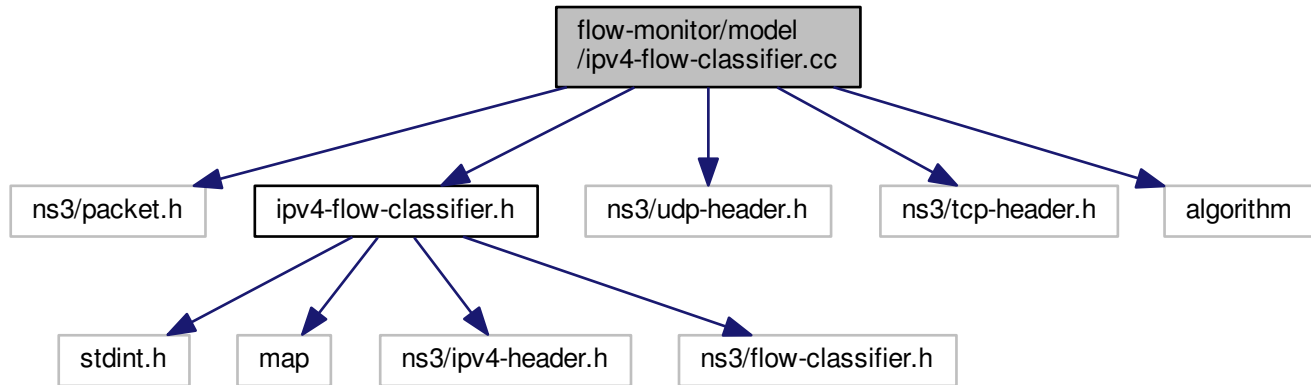 flow-monitor/model
/ipv4-flow-classifier.cc
ns3/packet.h
ipv4-flow-classifier.h
ns3/udp-header.h
ns3/tcp-header.h
algorithm
stdint.h
map
ns3/ipv4-header.h
ns3/flow-classifier.h